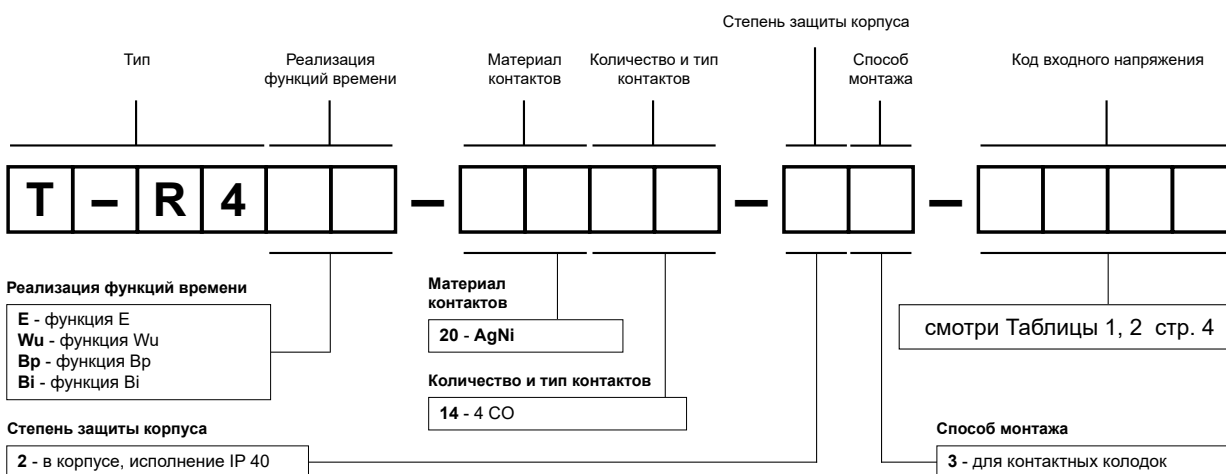 Степень защиты корпуса
Тип
Реализация
функций времени
Материал
контактов
Количество и тип
контактов
Способ
монтажа
Код входного напряжения
T – R 4 – – –
Реализация функций времени
E - функция E
Wu - функция Wu
Bp - функция Bp
Bi - функция Bi
Материал
контактов
20 - AgNi
Количество и тип контактов
14 - 4 CO
смотри Таблицы 1, 2 стр. 4
Степень защиты корпуса
2 - в корпусе, исполнение IP 40
Способ монтажа
3 - для контактных колодок